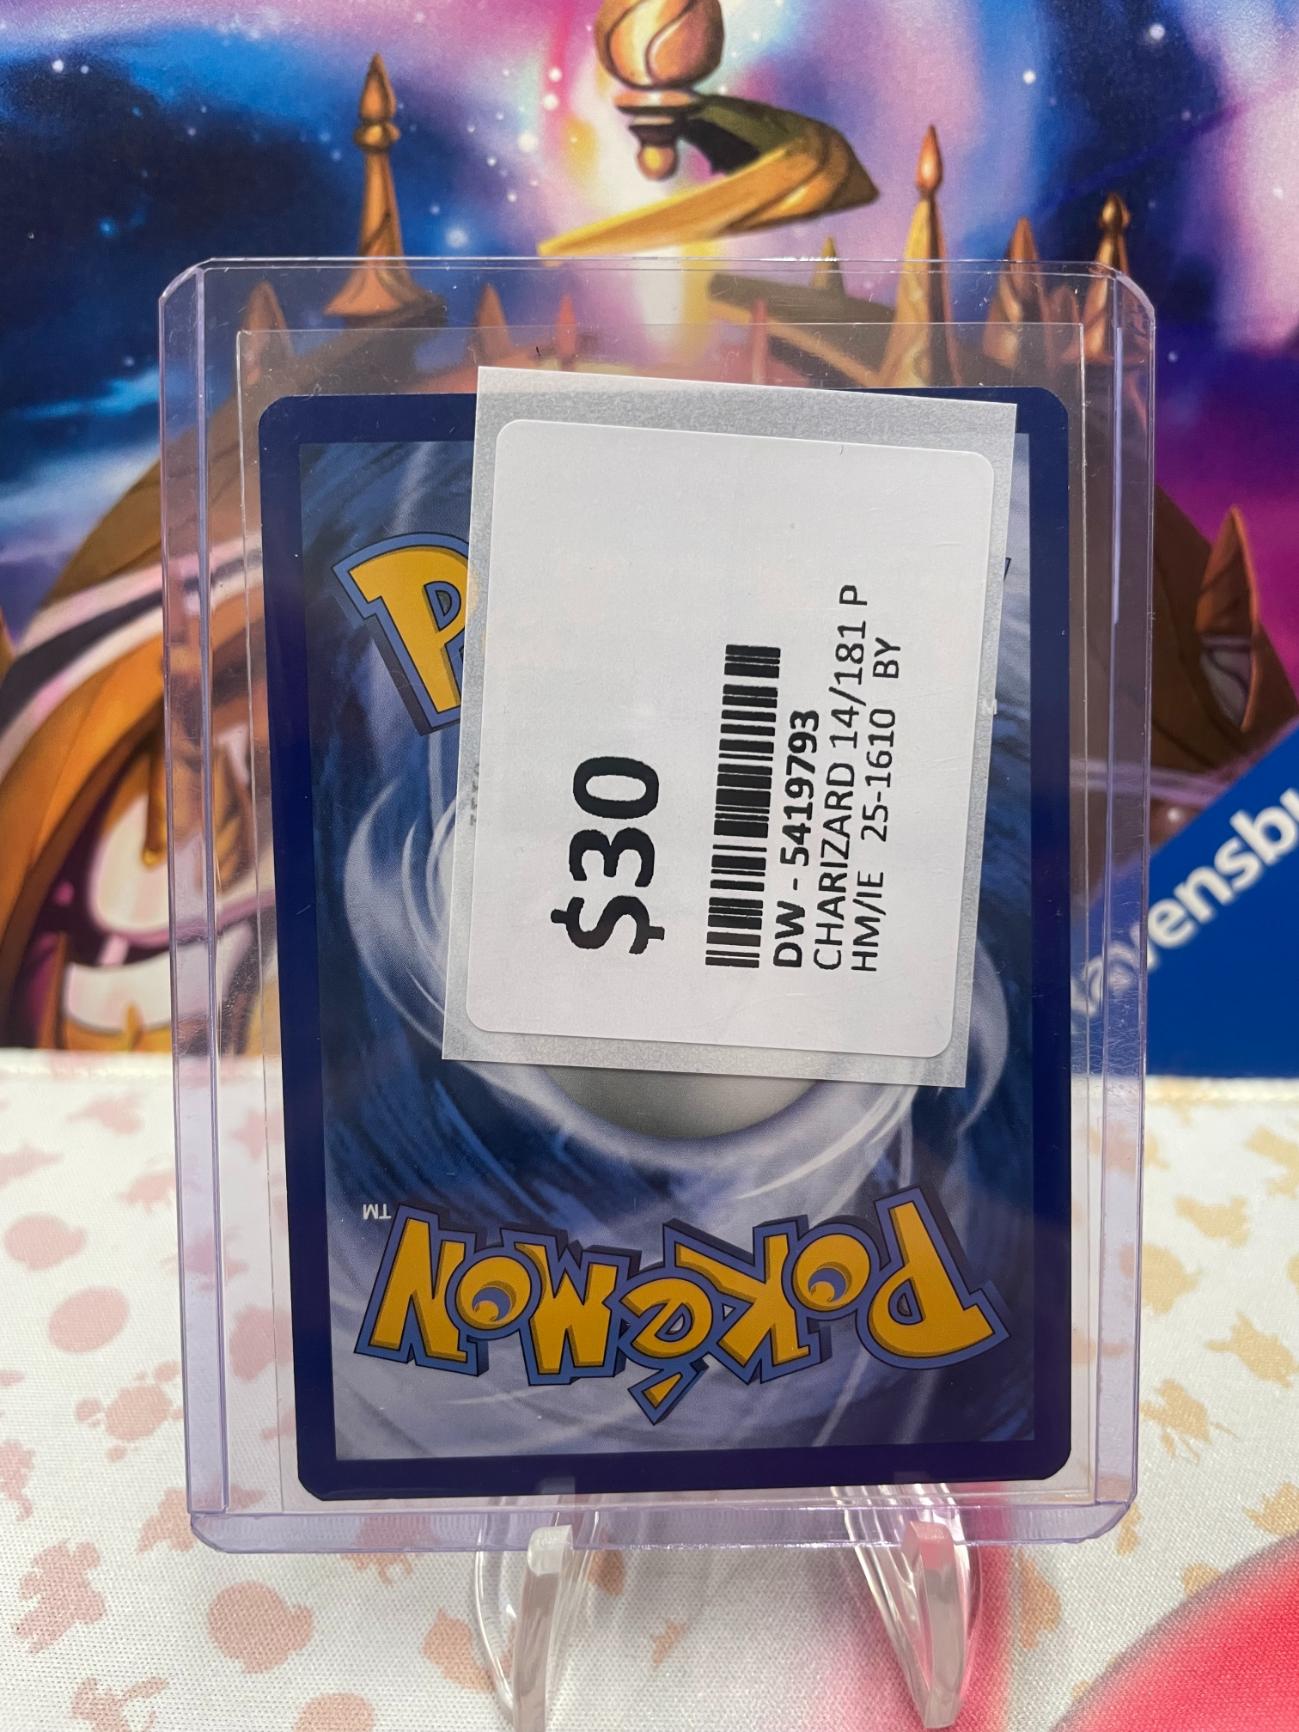 $30
DW - 5419793
CHARIZARD 14/181 P
HM/IE 25-1610 BY
P
POKéMON
TM